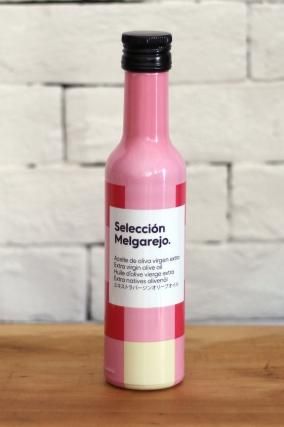 Selección
Melgarejo.
Aceite de oliva virgen extra
Extra virgin olive oil
Huile d'olive vierge extra
Extra natives olivenöl
エキストラバージンオリーブオイル